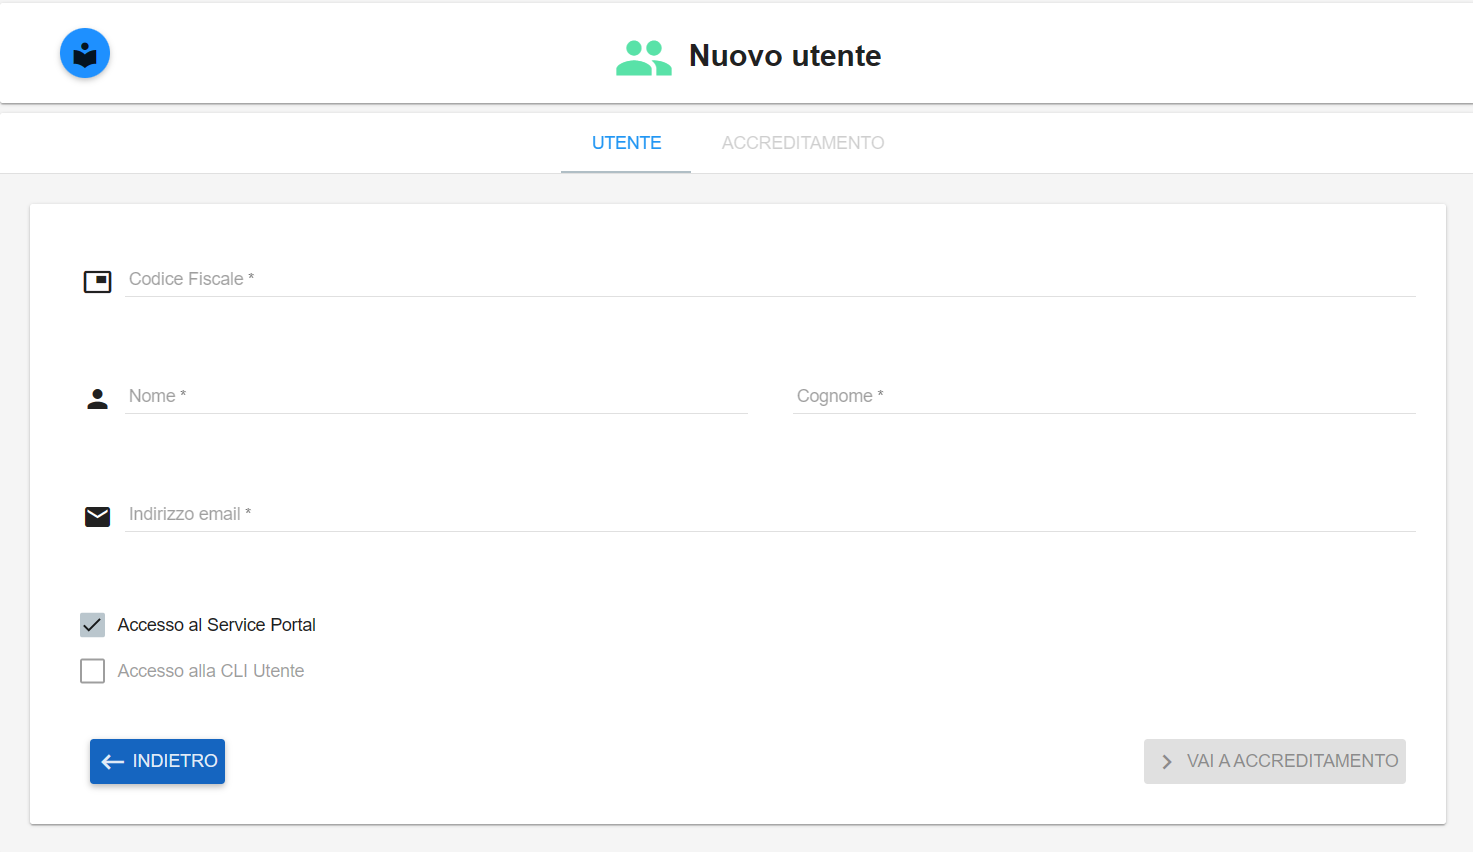 Nuovo utente
UTENTE ACCREDITAMENTO
Codice Fiscale *
Nome * Cognome *
Indirizzo email *
Accesso al Service Portal
Accesso alla CLI Utente
INDIETRO VAI A ACCREDITAMENTO